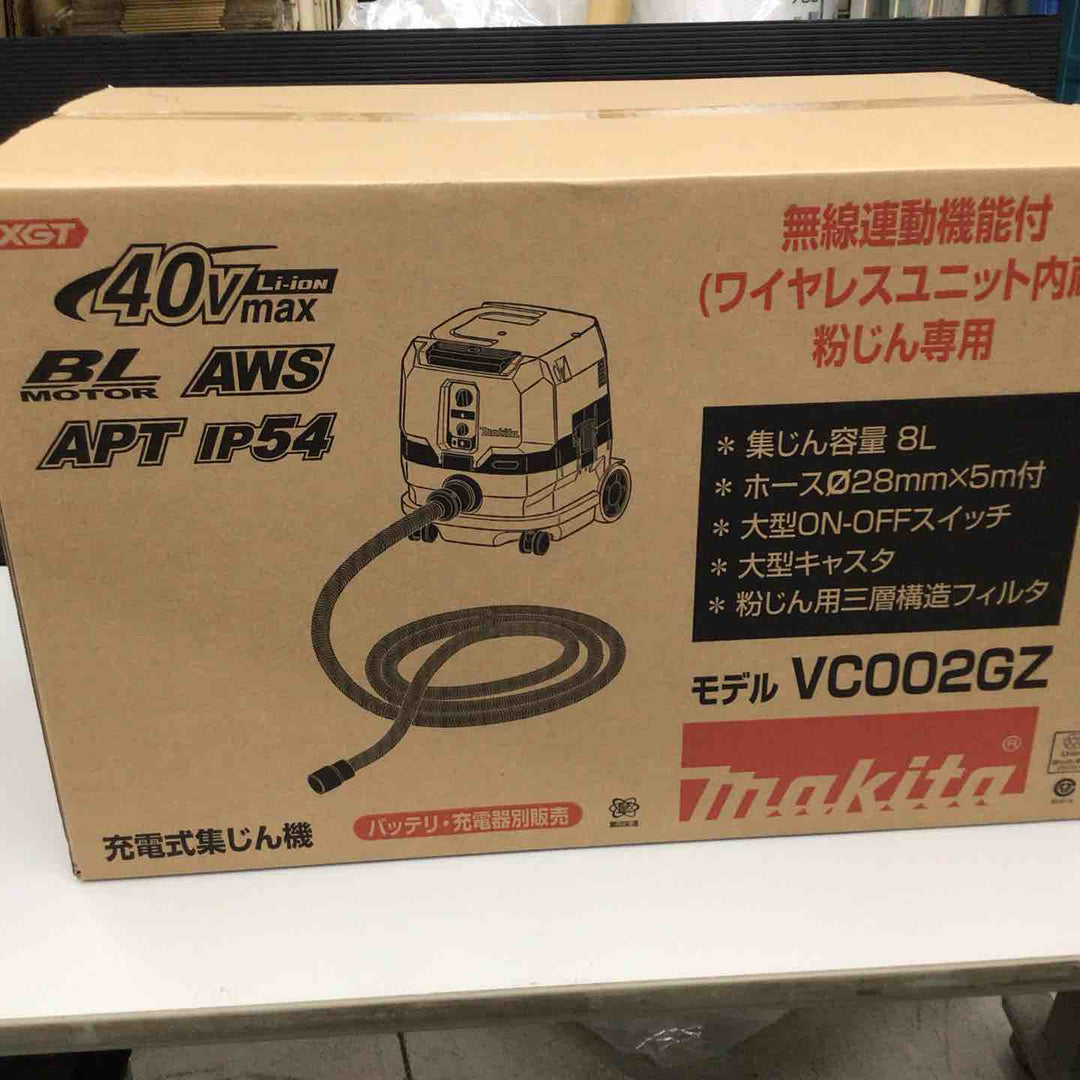 XGT
40Vmax Li-ion
BL MOTOR AWS
APT IP54
無線連動機能付
(ワイヤレスユニット内蔵
粉じん専用
makita
* 集じん容量 8L
* ホースØ28mm×5m付
* 大型ON-OFFスイッチ
* 大型キャスタ
* 粉じん用三層構造フィルタ
モデル VC002GZ
makita®
充電式集じん機
バッテリ・充電器別販売